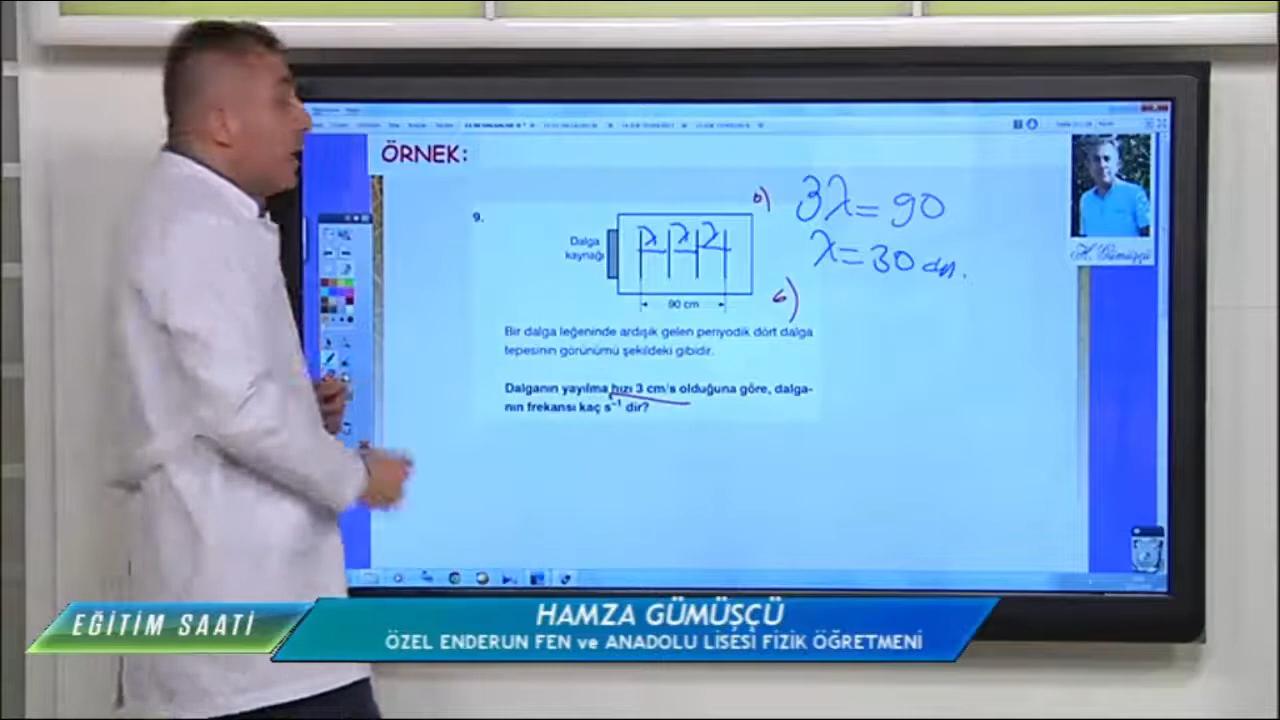 ÖRNEK:
9.
Dalga
kaynağı
λ λ λ
90 cm
a) 3λ = 90
λ = 30 cm.
b)
Bir dalga leğeninde ardışık gelen periyodik dört dalga
tepesinin görünümü şekildeki gibidir.
Dalganın yayılma hızı 3 cm/s olduğuna göre, dalga-
nın frekansı kaç s⁻¹ dir?
H. Gümüşçü
EĞİTİM SAATİ
HAMZA GÜMÜŞÇÜ
ÖZEL ENDERUN FEN ve ANADOLU LİSESİ FİZİK ÖĞRETMENİ